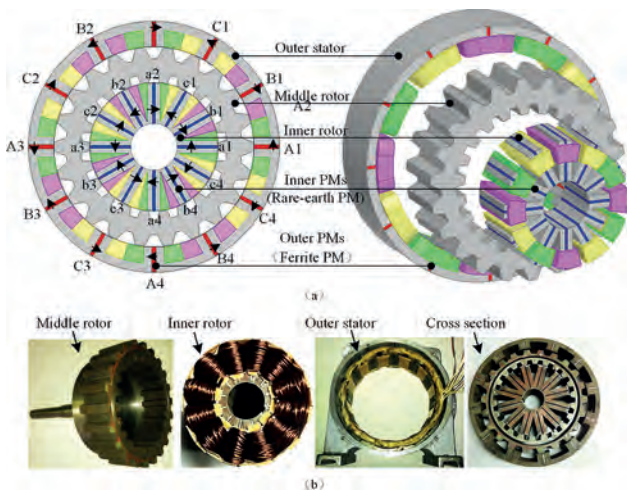 A2
B2
C1
C2
B1
A3
A1
B3
C4
C3
B4
A4
a2
b2
c1
c2
b1
a3
a1
b3
c4
c3
b4
a4
Outer stator
Middle rotor
Inner rotor
Inner PMs
(Rare-earth PM)
Outer PMs
(Ferrite PM)
(a)
Middle rotor
Inner rotor
Outer stator
Cross section
(b)